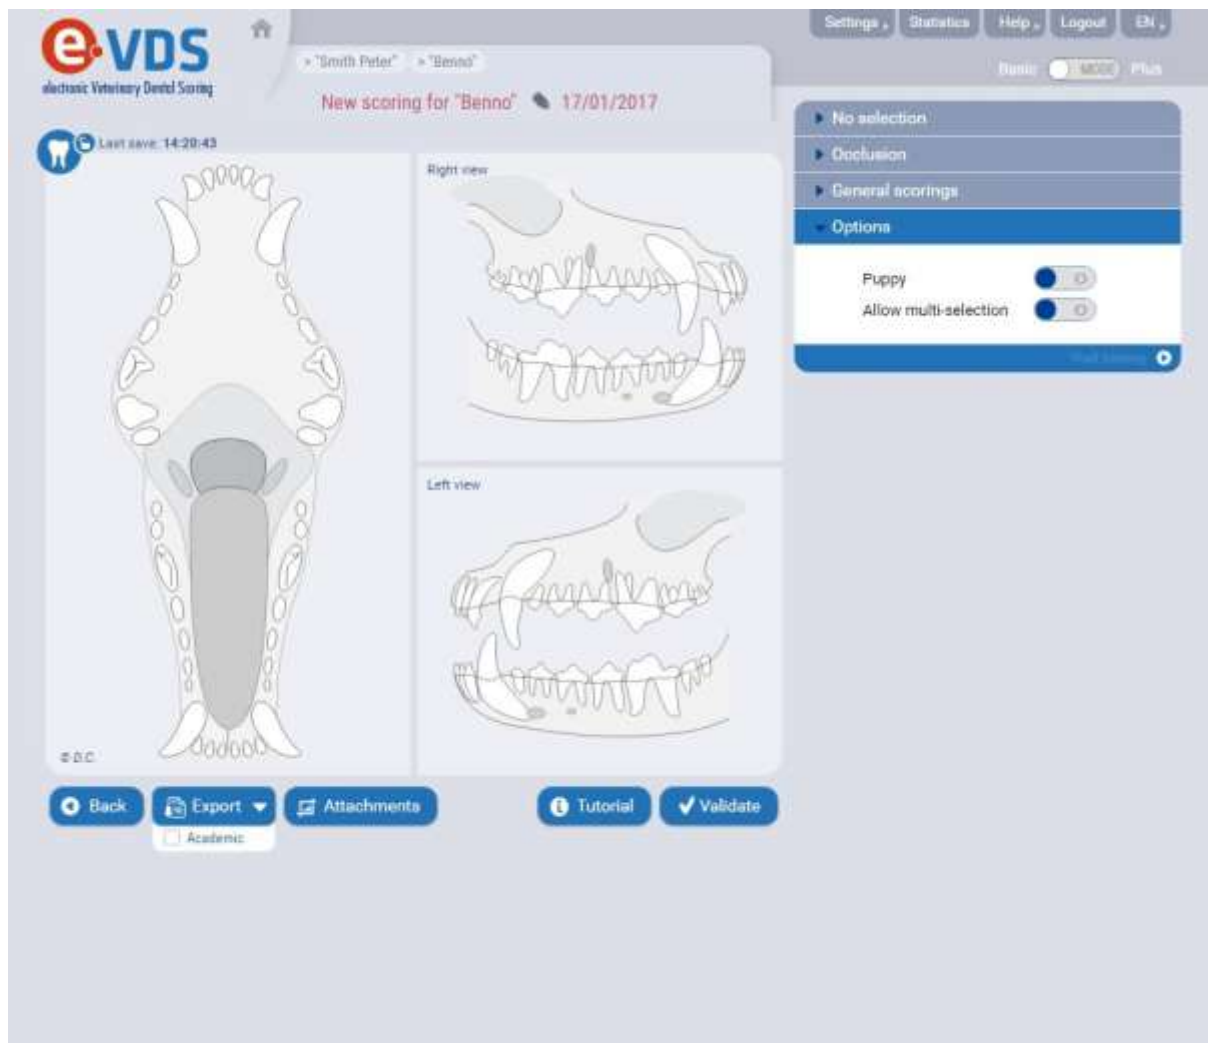 e·VDS
electronic Veterinary Dental Scoring
Settings Statistics Help Logout EN
> "Smith Peter" > "Benno"
Basic MODE Plus
New scoring for "Benno" 17/01/2017
Last save: 14:20:43
Right view
Left view
© D.C.
No selection
Occlusion
General scorings
Options
Puppy
Allow multi-selection
Back Export Attachments Tutorial Validate
Academic